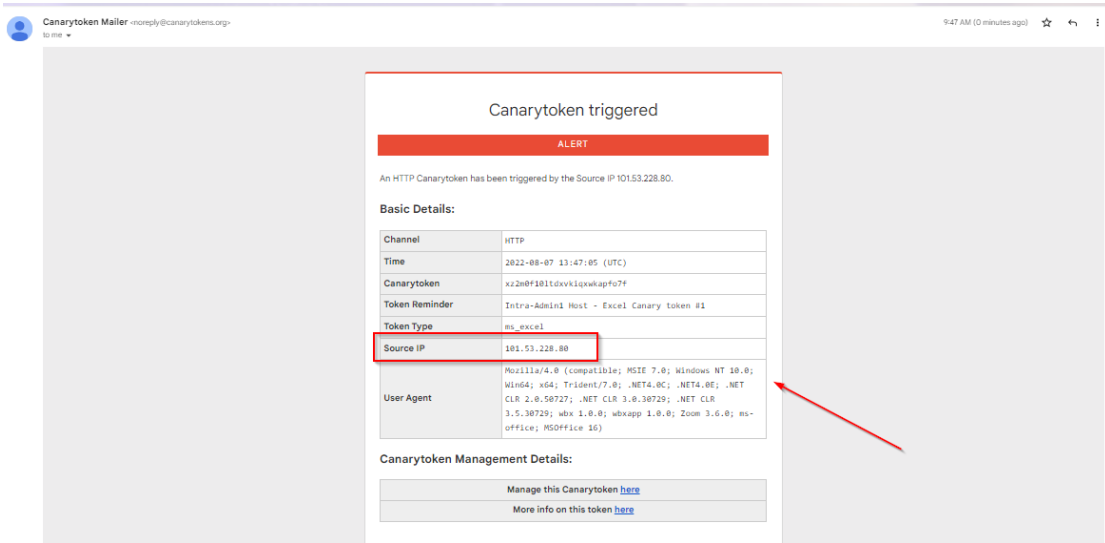 Canarytoken Mailer <noreply@canarytokens.org>
9:47 AM (0 minutes ago)
to me
Canarytoken triggered
ALERT
An HTTP Canarytoken has been triggered by the Source IP 101.53.228.80.
Basic Details:
Channel HTTP
Time 2022-08-07 13:47:05 (UTC)
Canarytoken xz2m0f10ltdxvkiqxwkapfo7f
Token Reminder Intra-Admin1 Host - Excel Canary token #1
Token Type ms_excel
Source IP 101.53.228.80
User Agent
Mozilla/4.0 (compatible; MSIE 7.0; Windows NT 10.0;
Win64; x64; Trident/7.0; .NET4.0C; .NET4.0E; .NET
CLR 2.0.50727; .NET CLR 3.0.30729; .NET CLR
3.5.30729; wbx 1.0.0; wbxapp 1.0.0; Zoom 3.6.0; ms-
office; MSOffice 16)
Canarytoken Management Details:
Manage this Canarytoken here
More info on this token here